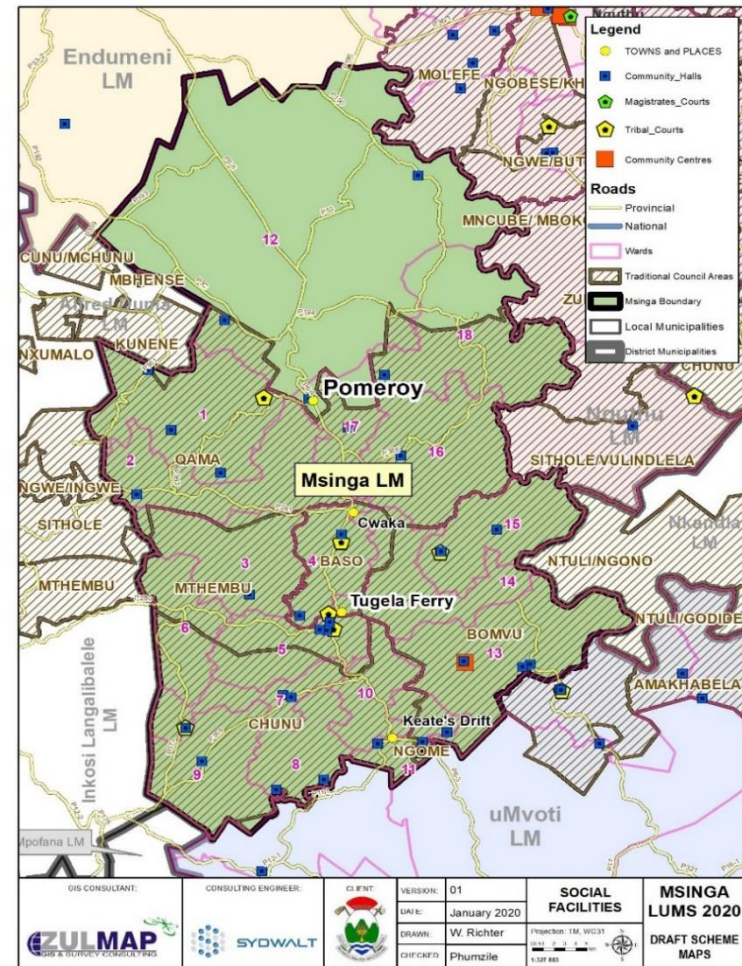 Endumeni
LM
MOLEFE
NGOBESE/KH
NGWE/BUT
MNCUBE/ MBOK
12
CUNU/MCHUNU
MBHENSE
LM
KUNENE
NXUMALO
18
ZU
CHUNU
Pomeroy
1
17
LM
2
QAMA
16
SITHOLE/VULINDLELA
NGWE/INGWE
Msinga LM
SITHOLE
Cwaka
15
Nkandla
LM
3
4
BASO
NTULI/NGONO
MTHEMBU
MTHEMBU
14
Tugela Ferry
NTULI/GODIDE
6
BOMVU
5
13
AMAKHABELA
7
10
CHUNU
Keate's Drift
NGOME
9
8
11
Inkosi Langalibalele
LM
uMvoti
LM
Mpofana LM
Legend
TOWNS and PLACES
Community_Halls
Magistrates_Courts
Tribal_Courts
Community Centres
Roads
Provincial
National
Wards
Traditional Council Areas
Msinga Boundary
Local Municipalities
District Municipalities
GIS CONSULTANT:
ZULMAP
GIS & SURVEY CONSULTING
CONSULTING ENGINEER:
SYDWALT
CLIENT
VERSION: 01
DATE: January 2020
DRAWN: W. Richter
CHECKED: Phumzile
SOCIAL
FACILITIES
Projection: TM, WG31
MSINGA
LUMS 2020
DRAFT SCHEME
MAPS